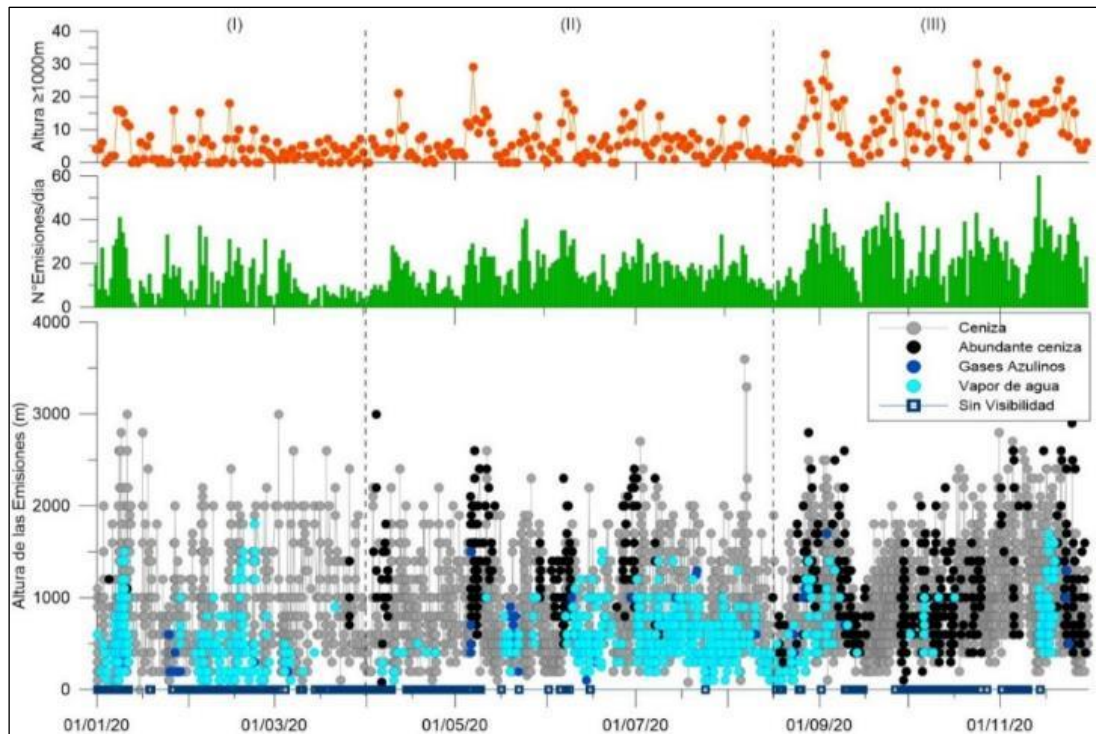 (I) (II) (III)
Altura ≥1000m
40
30
20
10
0
N°Emisiones/dia
60
40
20
0
Altura de las Emisiones (m)
4000
3000
2000
1000
0
Ceniza
Abundante ceniza
Gases Azulinos
Vapor de agua
Sin Visibilidad
01/01/20 01/03/20 01/05/20 01/07/20 01/09/20 01/11/20